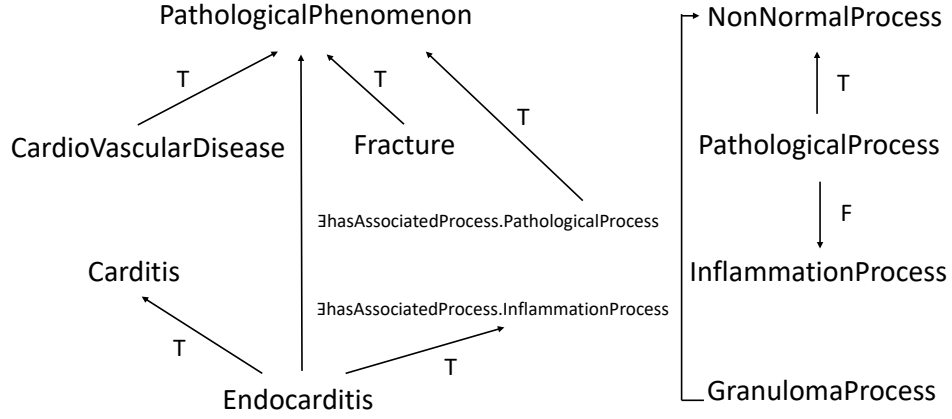 PathologicalPhenomenon
NonNormalProcess
T
T
T
T
CardioVascularDisease
Fracture
PathologicalProcess
∃hasAssociatedProcess.PathologicalProcess
F
Carditis
InflammationProcess
∃hasAssociatedProcess.InflammationProcess
T
T
Endocarditis
GranulomaProcess